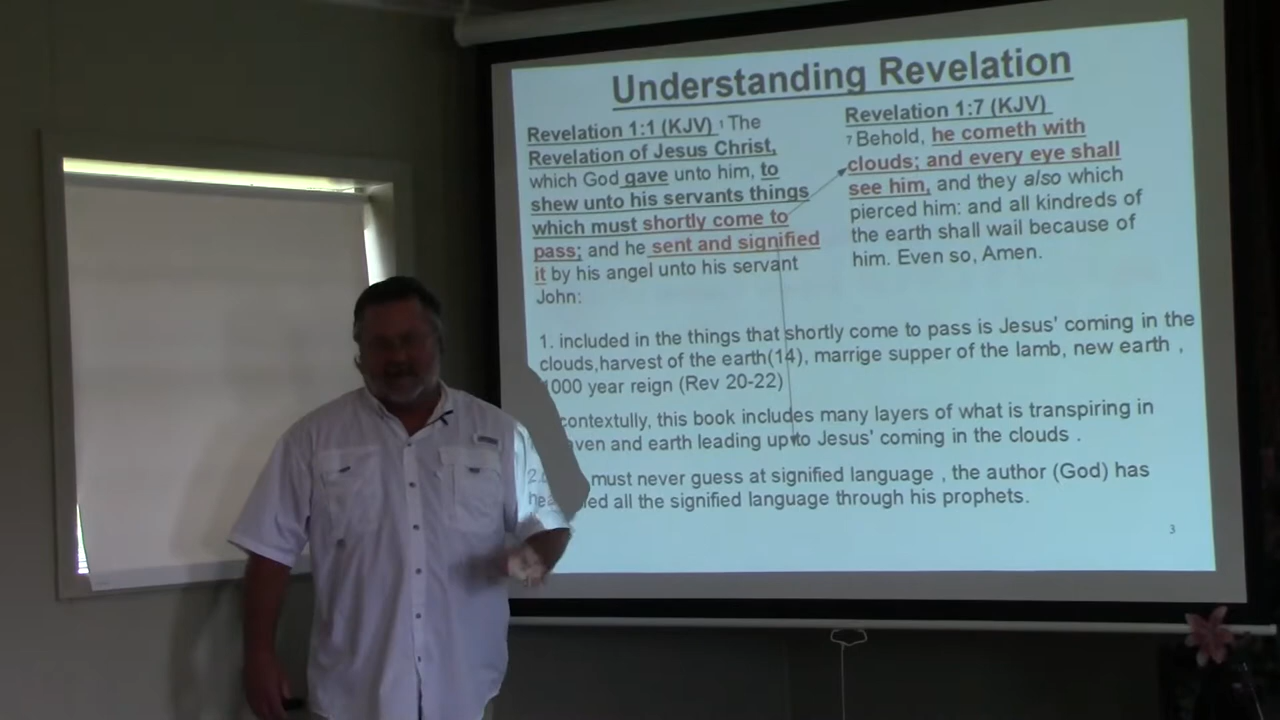 Understanding Revelation
Revelation 1:1 (KJV) 1 The
Revelation of Jesus Christ,
which God gave unto him, to
shew unto his servants things
which must shortly come to
pass; and he sent and signified
it by his angel unto his servant
John:
Revelation 1:7 (KJV)
7 Behold, he cometh with
clouds; and every eye shall
see him, and they also which
pierced him: and all kindreds of
the earth shall wail because of
him. Even so, Amen.
1. included in the things that shortly come to pass is Jesus' coming in the
clouds,harvest of the earth(14), marrige supper of the lamb, new earth ,
1000 year reign (Rev 20-22)
contextully, this book includes many layers of what is transpiring in
and earth leading up to Jesus' coming in the clouds .
2. must never guess at signified language , the author (God) has
all the signified language through his prophets.
3